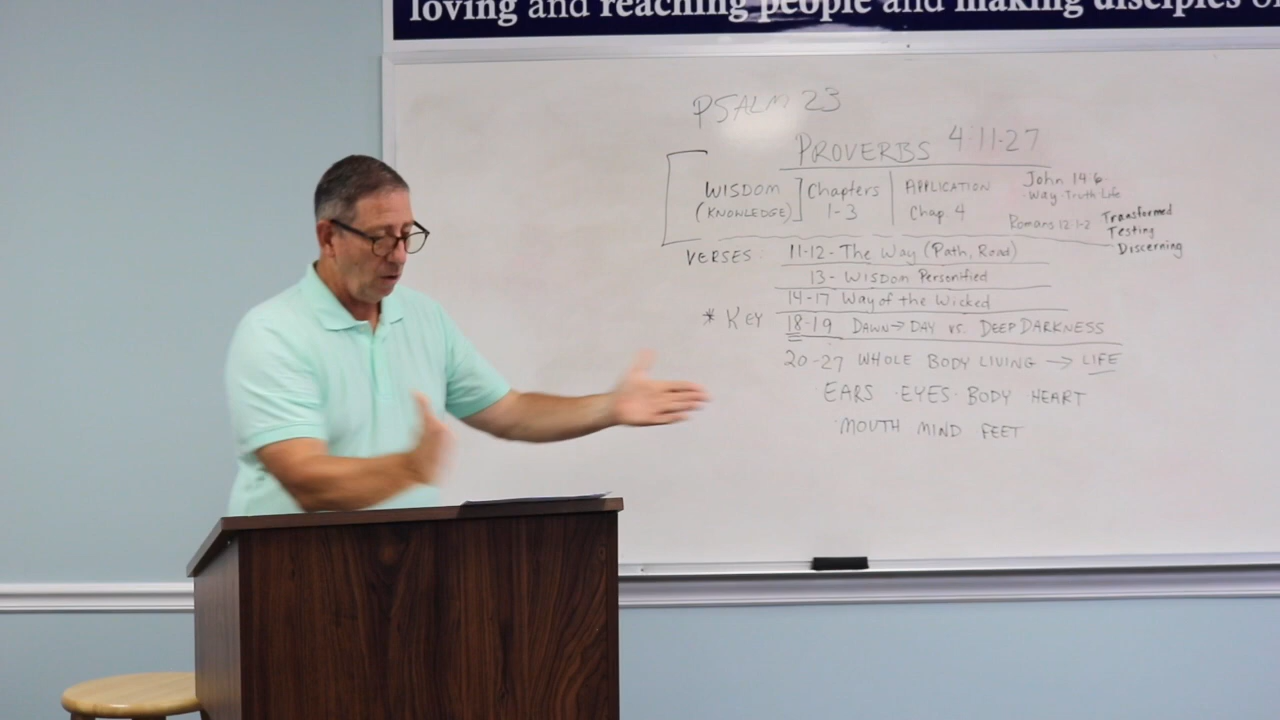 loving and reaching people and making disciples
PSALM 23
PROVERBS 4:11-27
WISDOM (KNOWLEDGE)
Chapters 1-3
APPLICATION Chap. 4
John 14:6
·Way·Truth Life
Romans 12:1-2
Transformed
Testing
Discerning
VERSES: 11-12 - The Way (Path, Road)
13 - WISDOM Personified
14-17 Way of the Wicked
* KEY 18-19 DAWN → DAY vs. DEEP DARKNESS
20-27 WHOLE BODY LIVING → LIFE
EARS ·EYES· BODY HEART
·MOUTH MIND FEET